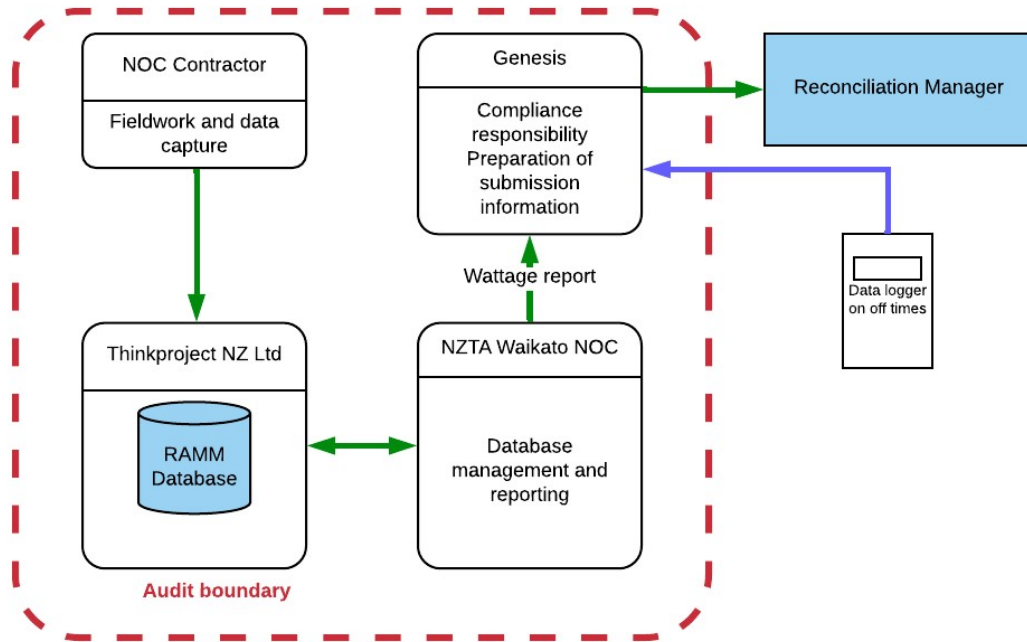 NOC Contractor
Fieldwork and data
capture
Genesis
Compliance
responsibility
Preparation of
submission
information
Reconciliation Manager
Data logger
on off times
Wattage report
Thinkproject NZ Ltd
RAMM
Database
NZTA Waikato NOC
Database
management and
reporting
Audit boundary